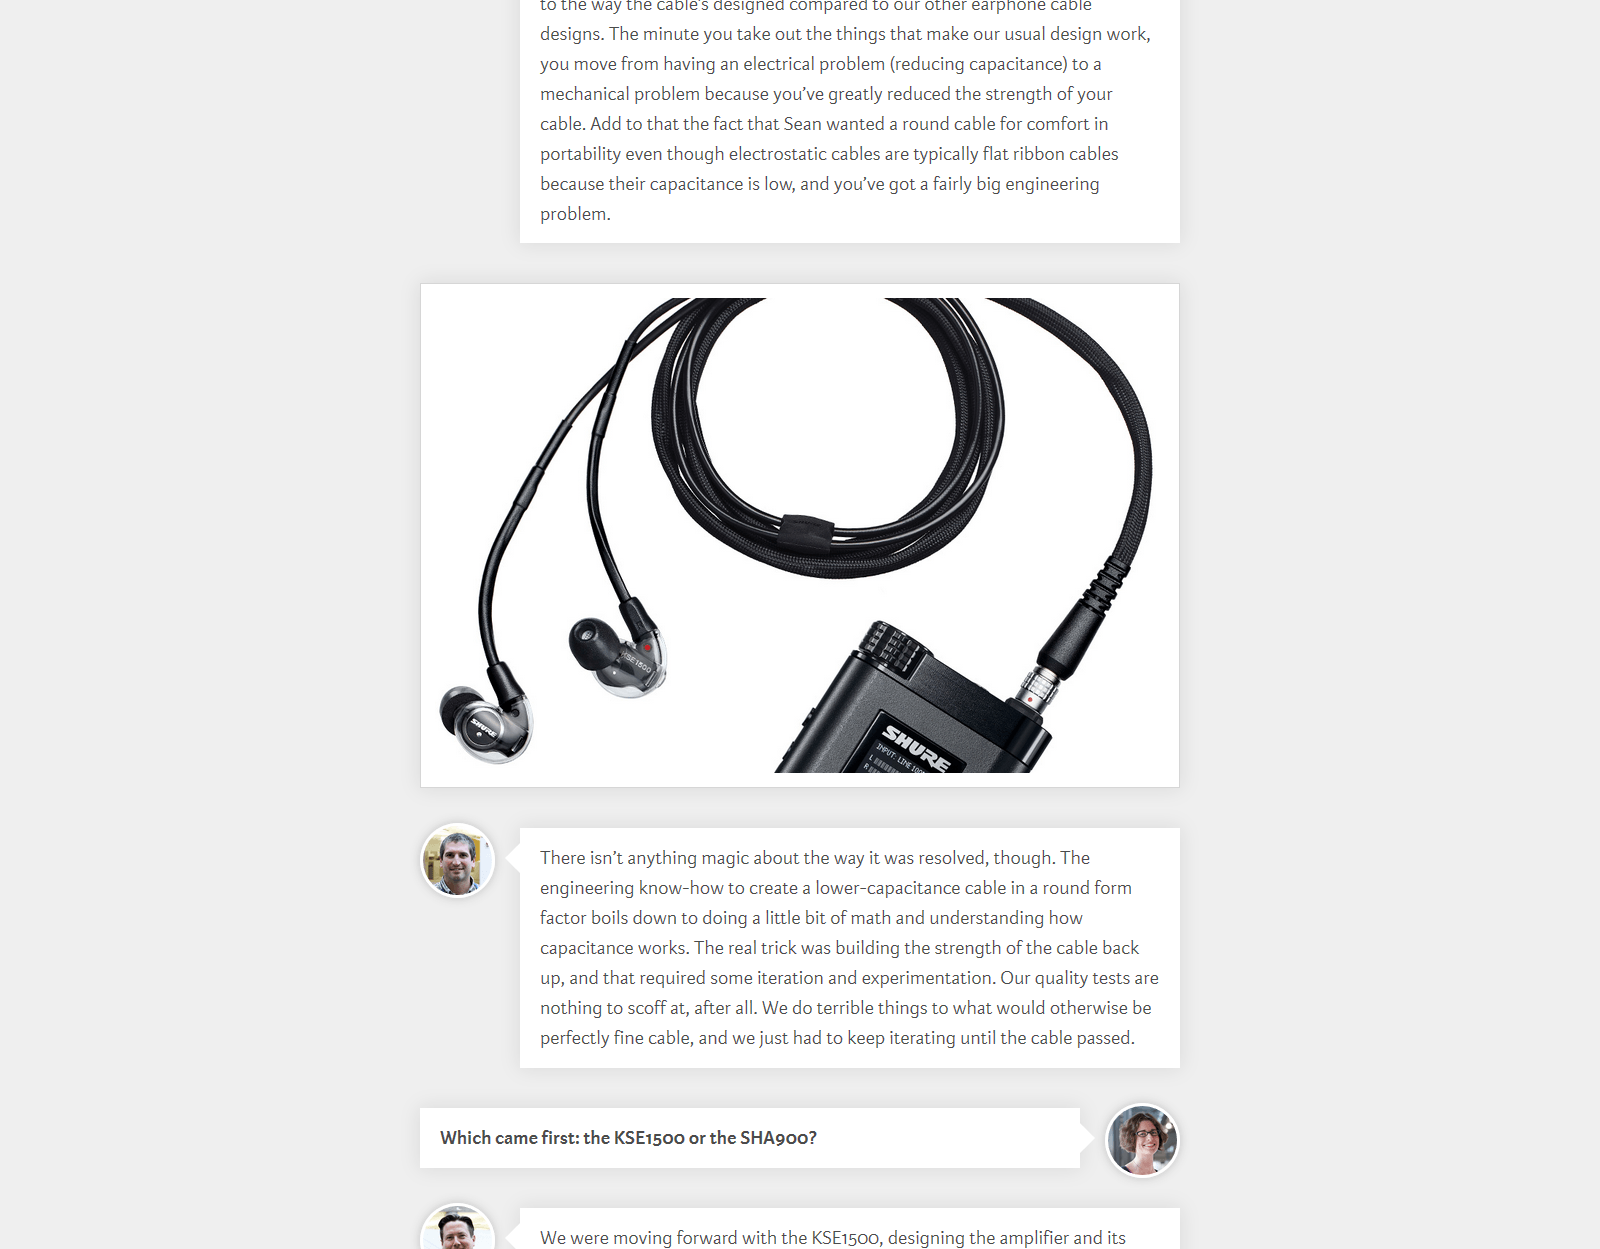 to the way the cable's designed compared to our other earphone cable
designs. The minute you take out the things that make our usual design work,
you move from having an electrical problem (reducing capacitance) to a
mechanical problem because you’ve greatly reduced the strength of your
cable. Add to that the fact that Sean wanted a round cable for comfort in
portability even though electrostatic cables are typically flat ribbon cables
because their capacitance is low, and you’ve got a fairly big engineering
problem.
KSE1500
SHURE
SHURE
INPUT: LINE
L
R
There isn’t anything magic about the way it was resolved, though. The
engineering know-how to create a lower-capacitance cable in a round form
factor boils down to doing a little bit of math and understanding how
capacitance works. The real trick was building the strength of the cable back
up, and that required some iteration and experimentation. Our quality tests are
nothing to scoff at, after all. We do terrible things to what would otherwise be
perfectly fine cable, and we just had to keep iterating until the cable passed.
Which came first: the KSE1500 or the SHA900?
We were moving forward with the KSE1500, designing the amplifier and its